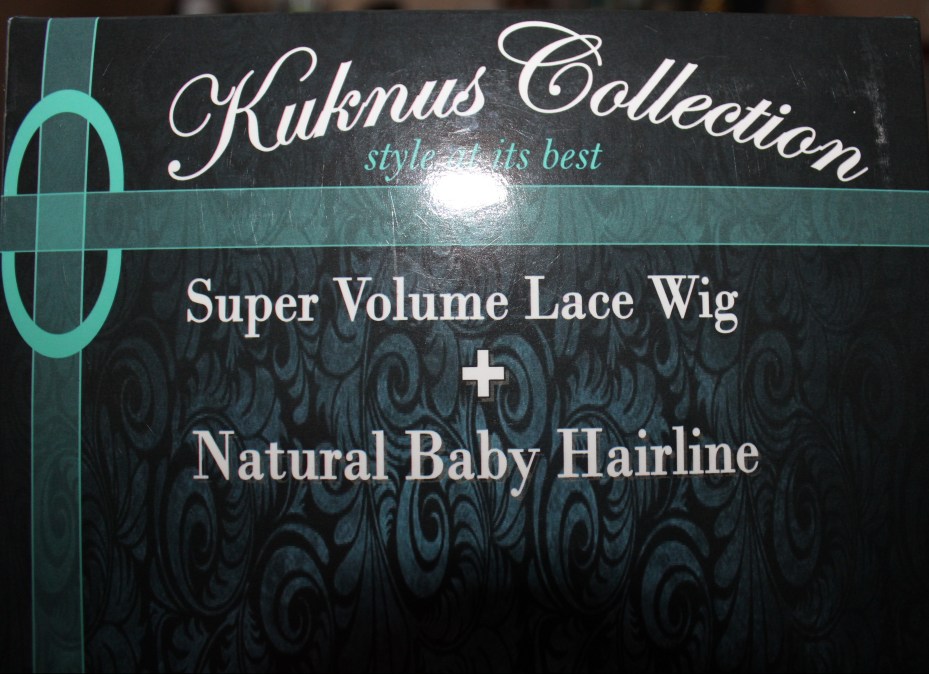 Kuknus Collection
style at its best
Super Volume Lace Wig
+
Natural Baby Hairline